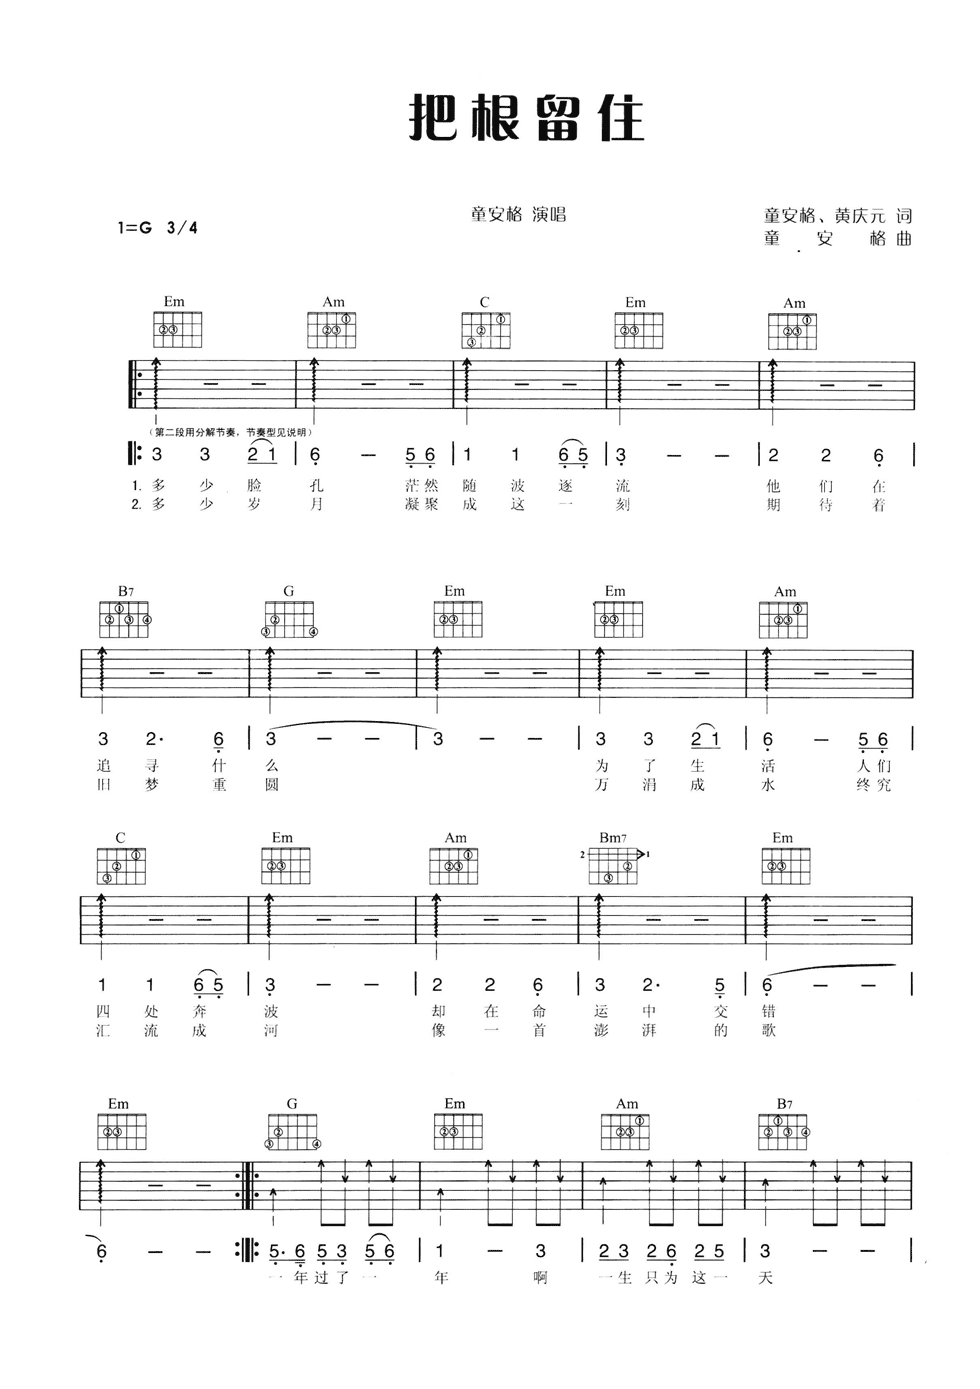 把根留住
1=G 3/4
童安格 演唱
童安格、黄庆元 词
童安格 曲
Em Am C Em Am
(第二段用分解节奏，节奏型见说明)
3 3 2 1 | 6 — 5 6 | 1 1 6 5 | 3 — — | 2 2 6
1. 多少脸孔 茫然随波逐流 他们在
2. 多少岁月 凝聚成这一刻 期待着
B7 G Em Em Am
3 2· 6 | 3 — — | 3 — — | 3 3 2 1 | 6 — 5 6 |
追寻什么 为了生活 人们
旧梦重圆 万涓成水 终究
C Em Am Bm7 Em
2 1
1 1 6 5 | 3 — — | 2 2 6 | 3 2· 5 | 6 — — |
四处奔波 却在命运中交错
汇流成河 像一首澎湃的歌
Em G Em Am B7
6 — — 5· 6 5 3 5 6 | 1 — 3 | 2 3 2 6 2 5 | 3 — — |
一年过了一年 啊 一生只为这一天